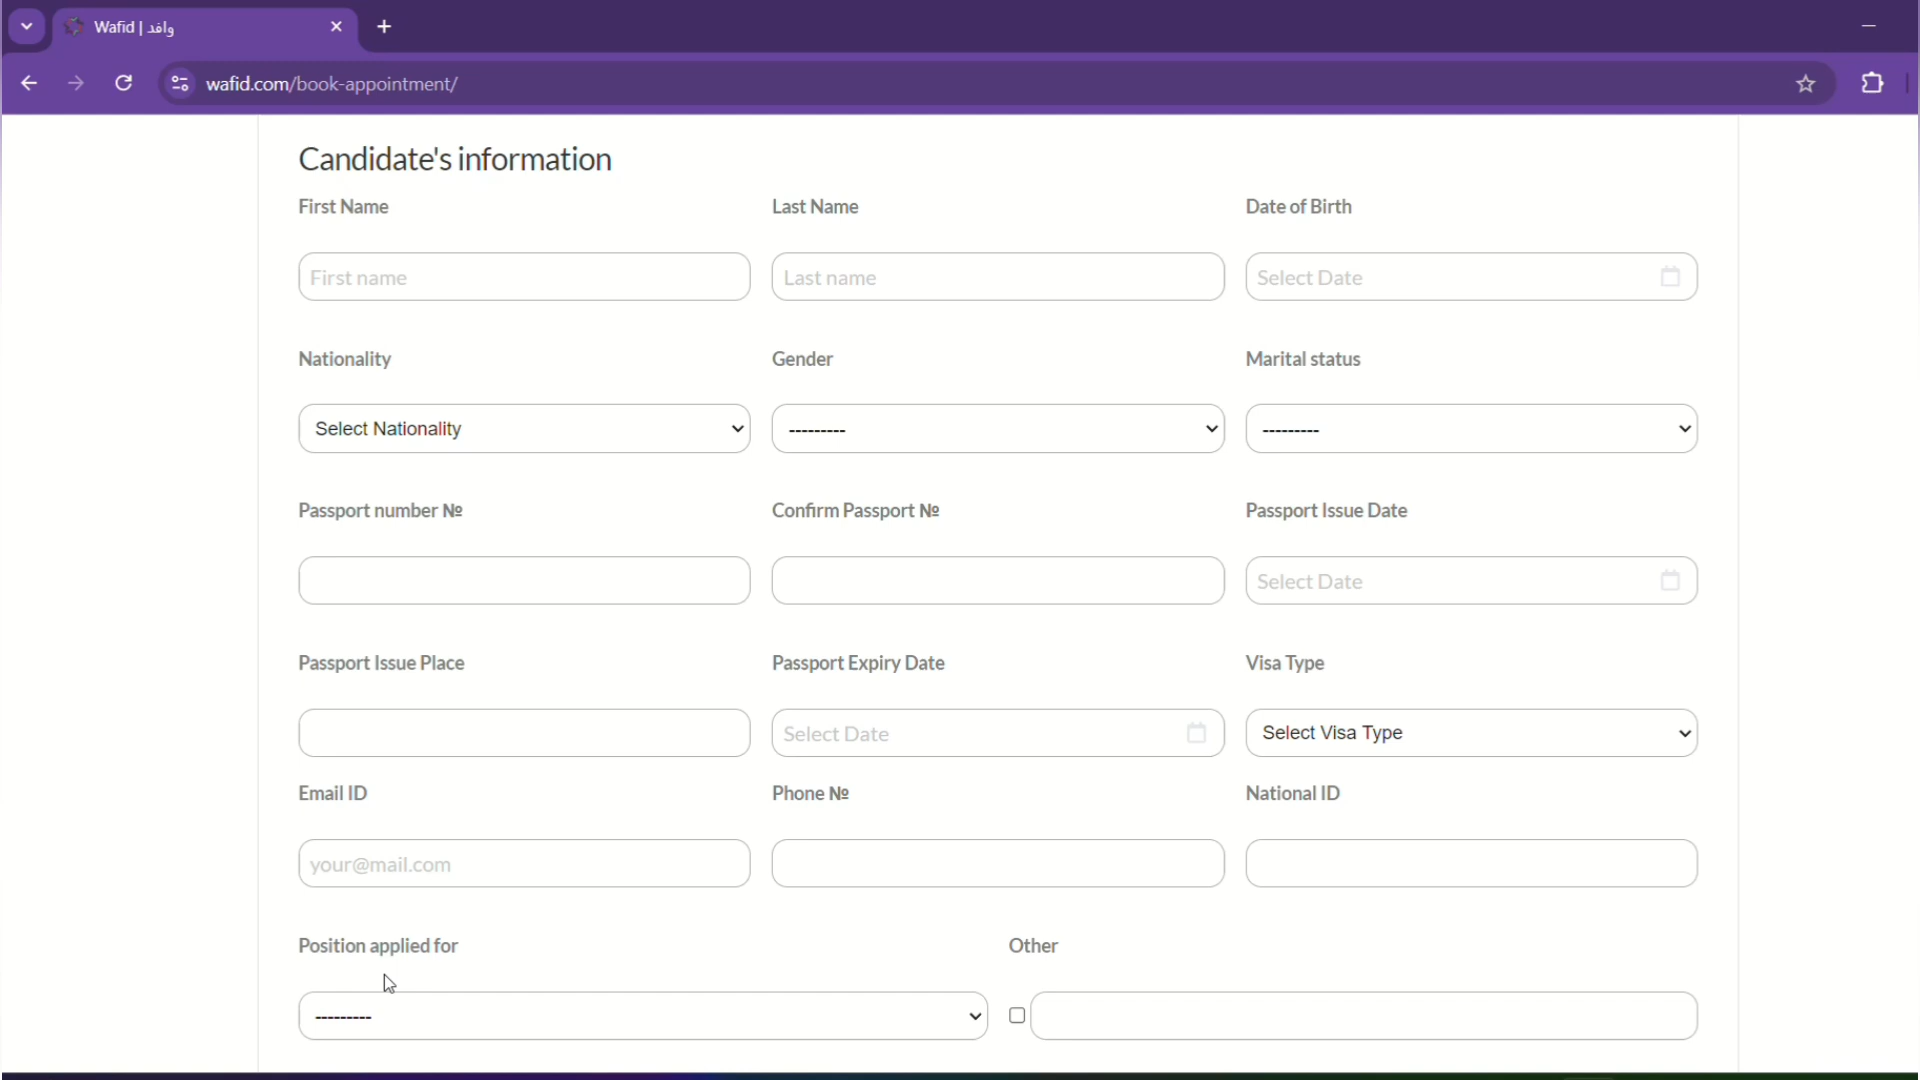 Wafid | وافد
wafid.com/book-appointment/
Candidate's information
First Name Last Name Date of Birth
First name Last name Select Date
Nationality Gender Marital status
Select Nationality --------- ---------
Passport number № Confirm Passport № Passport Issue Date
Select Date
Passport Issue Place Passport Expiry Date Visa Type
Select Date Select Visa Type
Email ID Phone № National ID
your@mail.com
Position applied for Other
---------